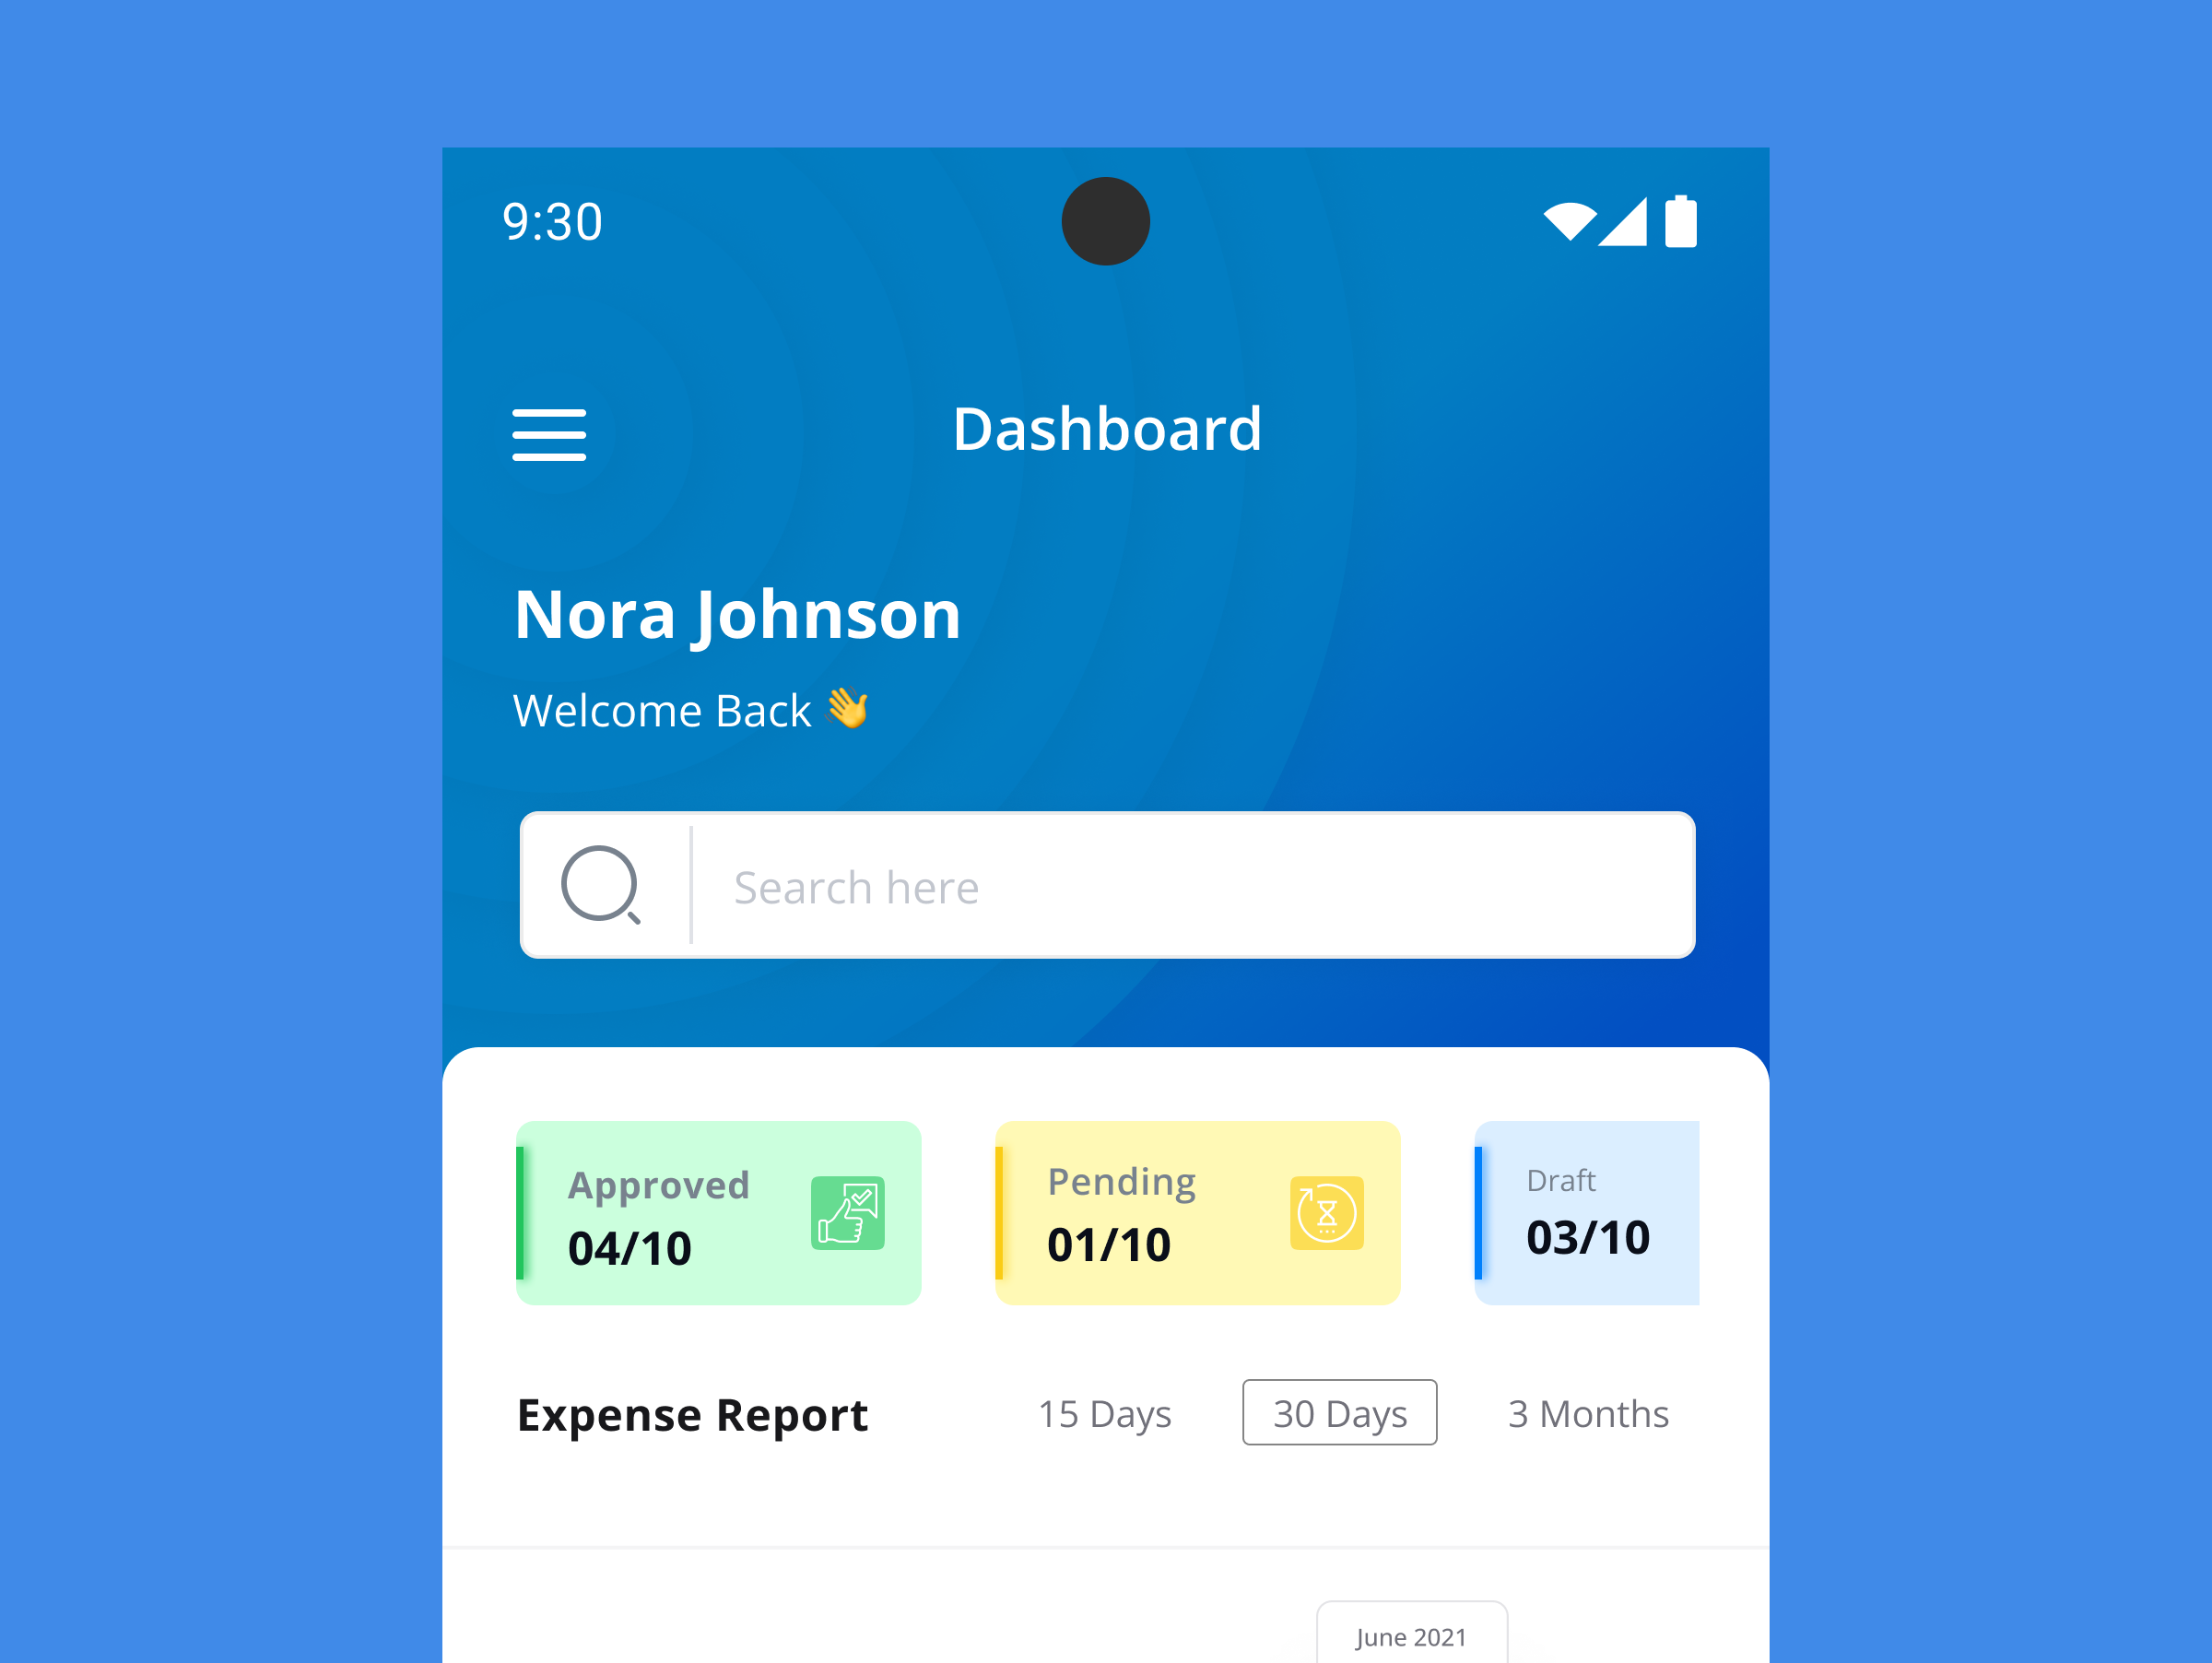 9:30
Dashboard
Nora Johnson
Welcome Back 👋
Search here
Approved
04/10
Pending
01/10
Draft
03/10
Expense Report
15 Days
30 Days
3 Months
June 2021